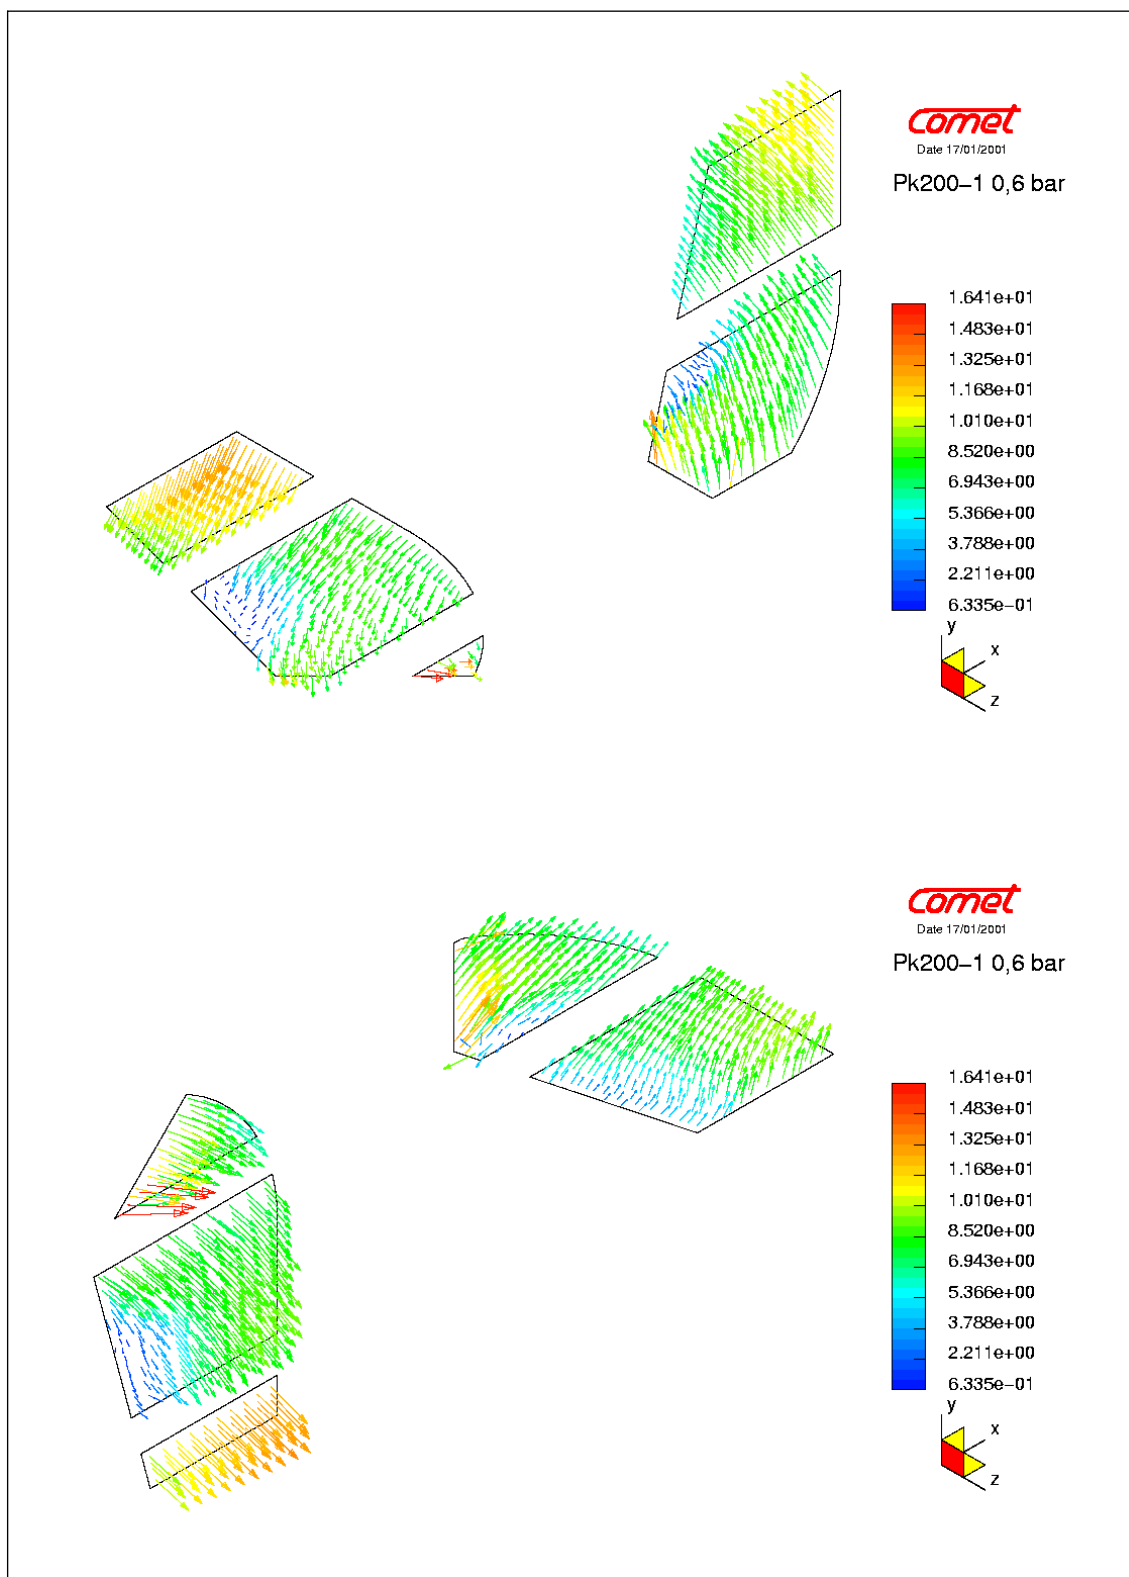 comet
Date 17/01/2001
Pk200-1 0,6 bar
1.641e+01
1.483e+01
1.325e+01
1.168e+01
1.010e+01
8.520e+00
6.943e+00
5.366e+00
3.788e+00
2.211e+00
6.335e-01
y
x
z
comet
Date 17/01/2001
Pk200-1 0,6 bar
1.641e+01
1.483e+01
1.325e+01
1.168e+01
1.010e+01
8.520e+00
6.943e+00
5.366e+00
3.788e+00
2.211e+00
6.335e-01
y
x
z